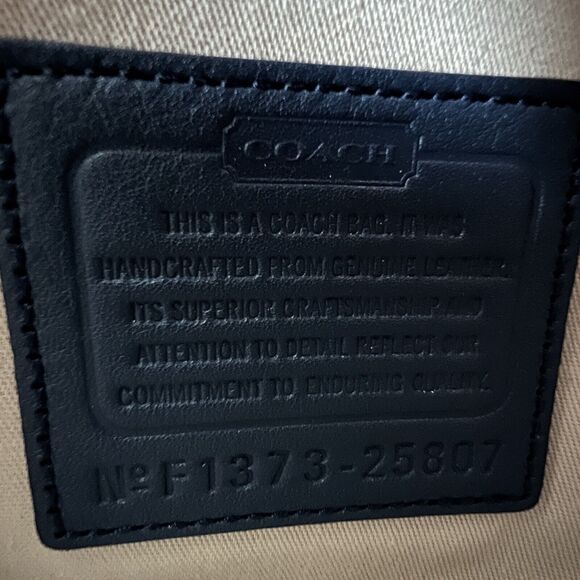 COACH
THIS IS A COACH BAG. IT WAS
HANDCRAFTED FROM GENUINE LEATHER.
ITS SUPERIOR CRAFTSMANSHIP AND
ATTENTION TO DETAIL REFLECT OUR
COMMITMENT TO ENDURING QUALITY.
Nº F1373-25807